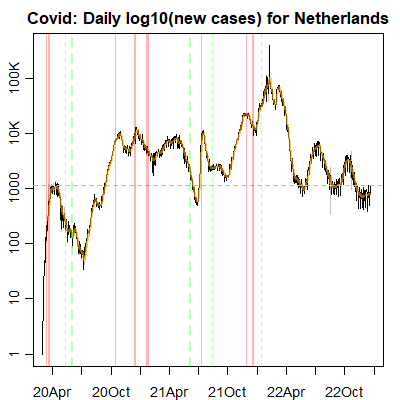 Covid: Daily log10(new cases) for Netherlands
100K
10K
1000
100
10
1
20Apr 20Oct 21Apr 21Oct 22Apr 22Oct